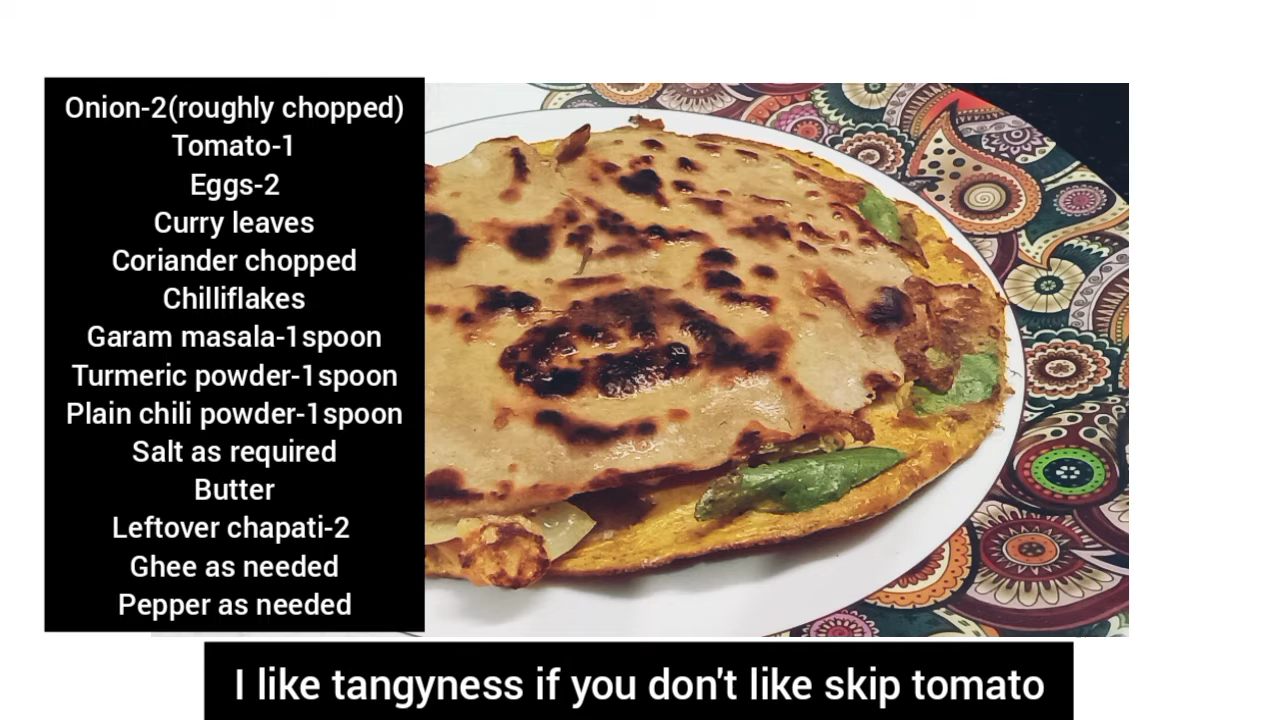 Onion-2(roughly chopped)
Tomato-1
Eggs-2
Curry leaves
Coriander chopped
Chilliflakes
Garam masala-1spoon
Turmeric powder-1spoon
Plain chili powder-1spoon
Salt as required
Butter
Leftover chapati-2
Ghee as needed
Pepper as needed
I like tangyness if you don't like skip tomato